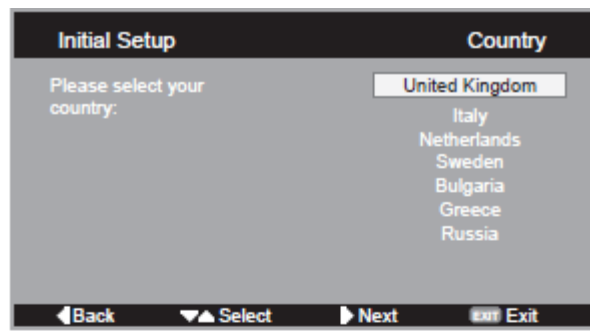 Initial Setup Country
Please select your
country:
United Kingdom
Italy
Netherlands
Sweden
Bulgaria
Greece
Russia
Back Select Next EXIT Exit